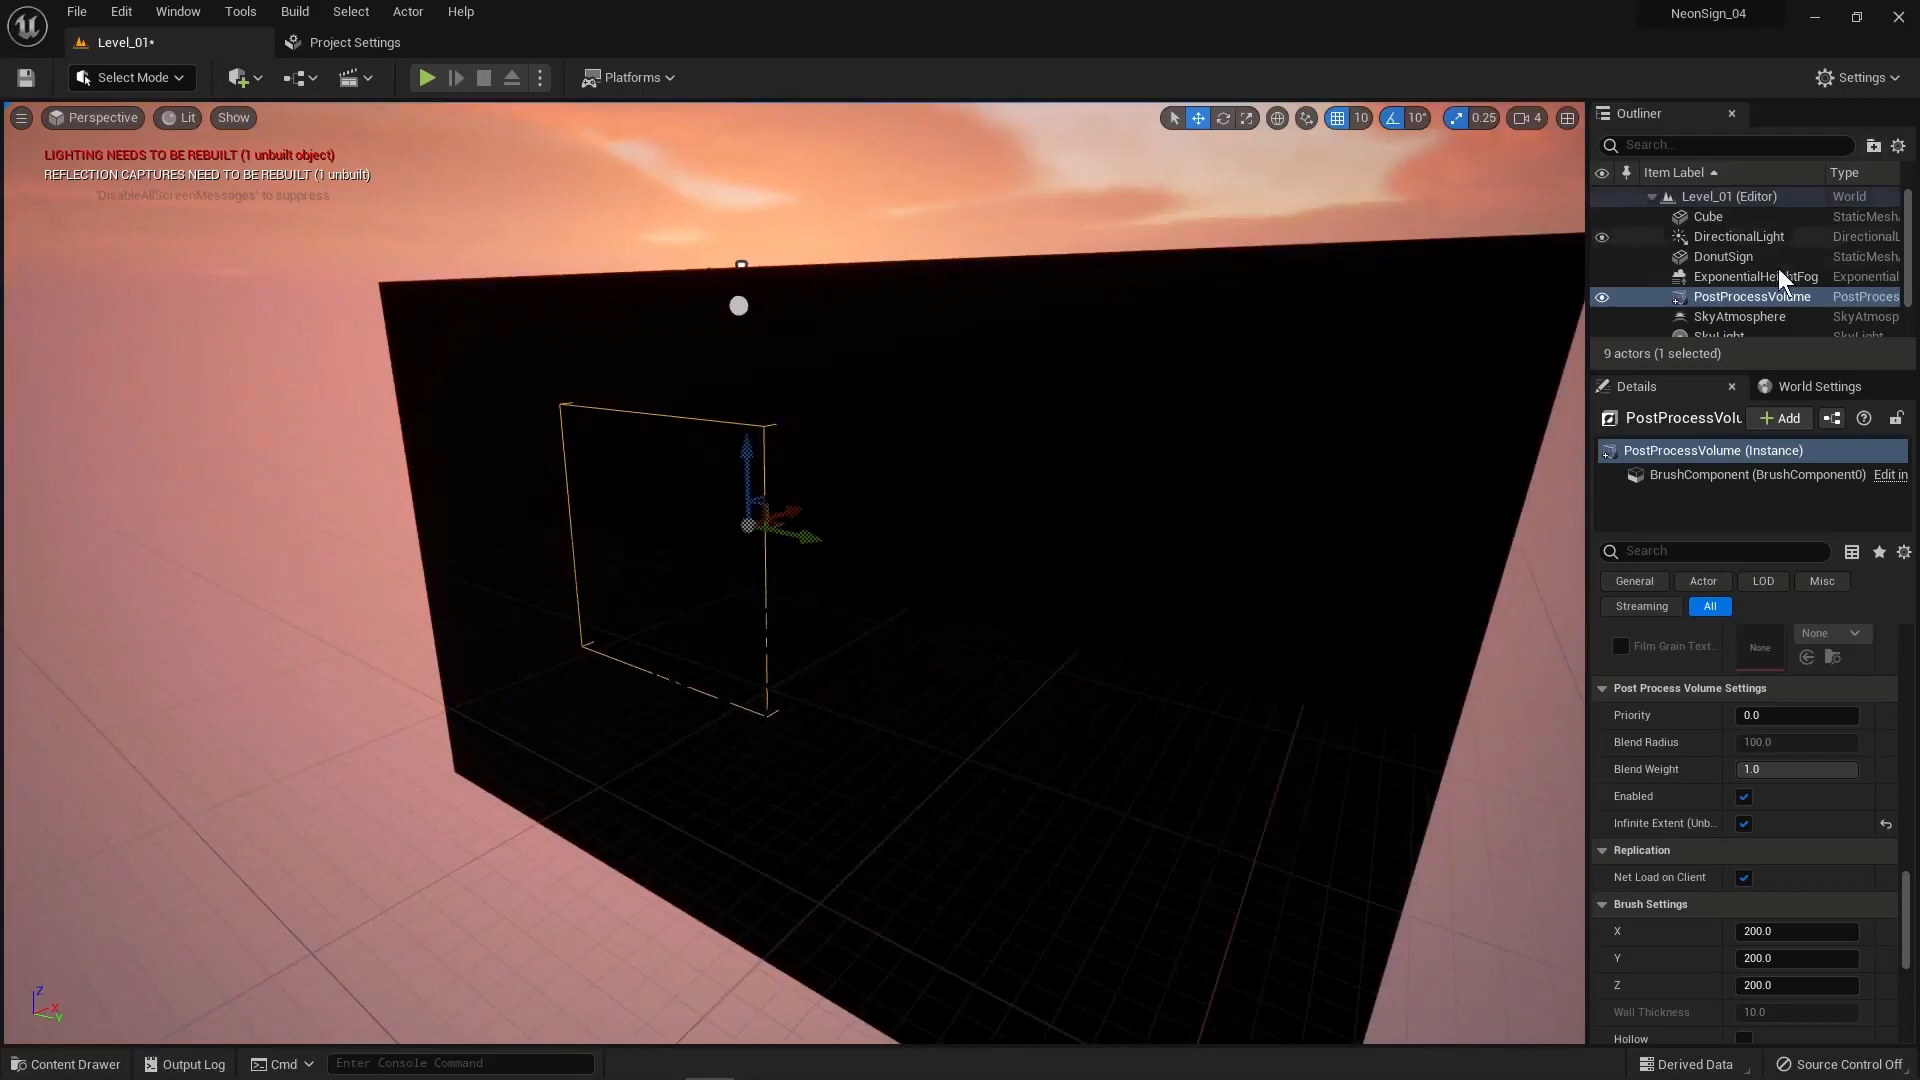 File Edit Window Tools Build Select Actor Help
NeonSign_04
Level_01*
Project Settings
Select Mode
Platforms
Settings
Perspective
Lit
Show
10
10°
0.25
4
LIGHTING NEEDS TO BE REBUILT (1 unbuilt object)
REFLECTION CAPTURES NEED TO BE REBUILT (1 unbuilt)
'DisableAllScreenMessages' to suppress
Z
X
Y
Outliner
Search...
Item Label
Type
Level_01 (Editor) World
Cube StaticMesh
DirectionalLight DirectionalL
DonutSign StaticMesh
ExponentialHeightFog Exponential
PostProcessVolume PostProces
SkyAtmosphere SkyAtmosp
SkyLight SkyLight
9 actors (1 selected)
Details
World Settings
PostProcessVolu
Add
PostProcessVolume (Instance)
BrushComponent (BrushComponent0) Edit in
Search
General Actor LOD Misc
Streaming All
Film Grain Text...
None
None
Post Process Volume Settings
Priority 0.0
Blend Radius 100.0
Blend Weight 1.0
Enabled
Infinite Extent (Unb...
Replication
Net Load on Client
Brush Settings
X 200.0
Y 200.0
Z 200.0
Wall Thickness 10.0
Hollow
Content Drawer
Output Log
Cmd
Enter Console Command
Derived Data
Source Control Off